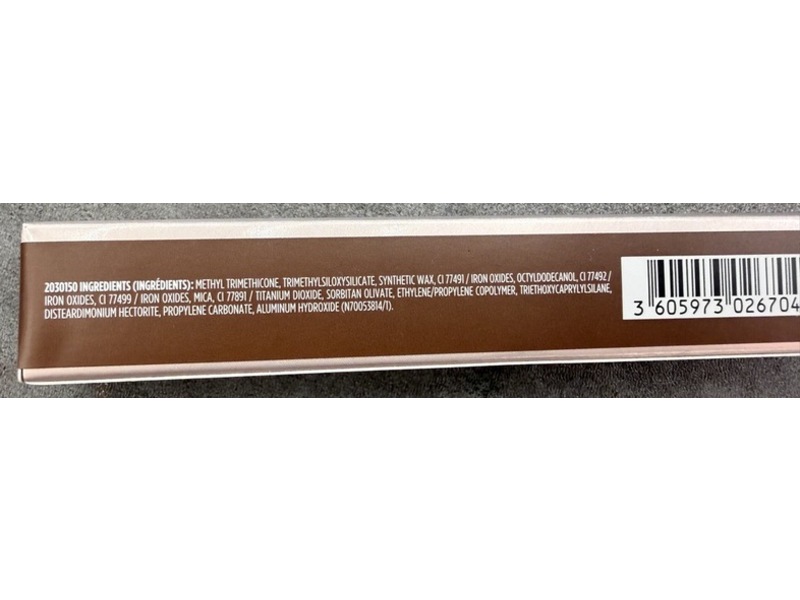 2030150 INGREDIENTS (INGRÉDIENTS): METHYL TRIMETHICONE, TRIMETHYLSILOXYSILICATE, SYNTHETIC WAX, CI 77491 / IRON OXIDES, OCTYLDODECANOL, CI 77492 /
IRON OXIDES, CI 77499 / IRON OXIDES, MICA, CI 77891 / TITANIUM DIOXIDE, SORBITAN OLIVATE, ETHYLENE/PROPYLENE COPOLYMER, TRIETHOXYCAPRYLYLSILANE,
DISTEARDIMONIUM HECTORITE, PROPYLENE CARBONATE, ALUMINUM HYDROXIDE (N70053814/1).
3 605973 026704